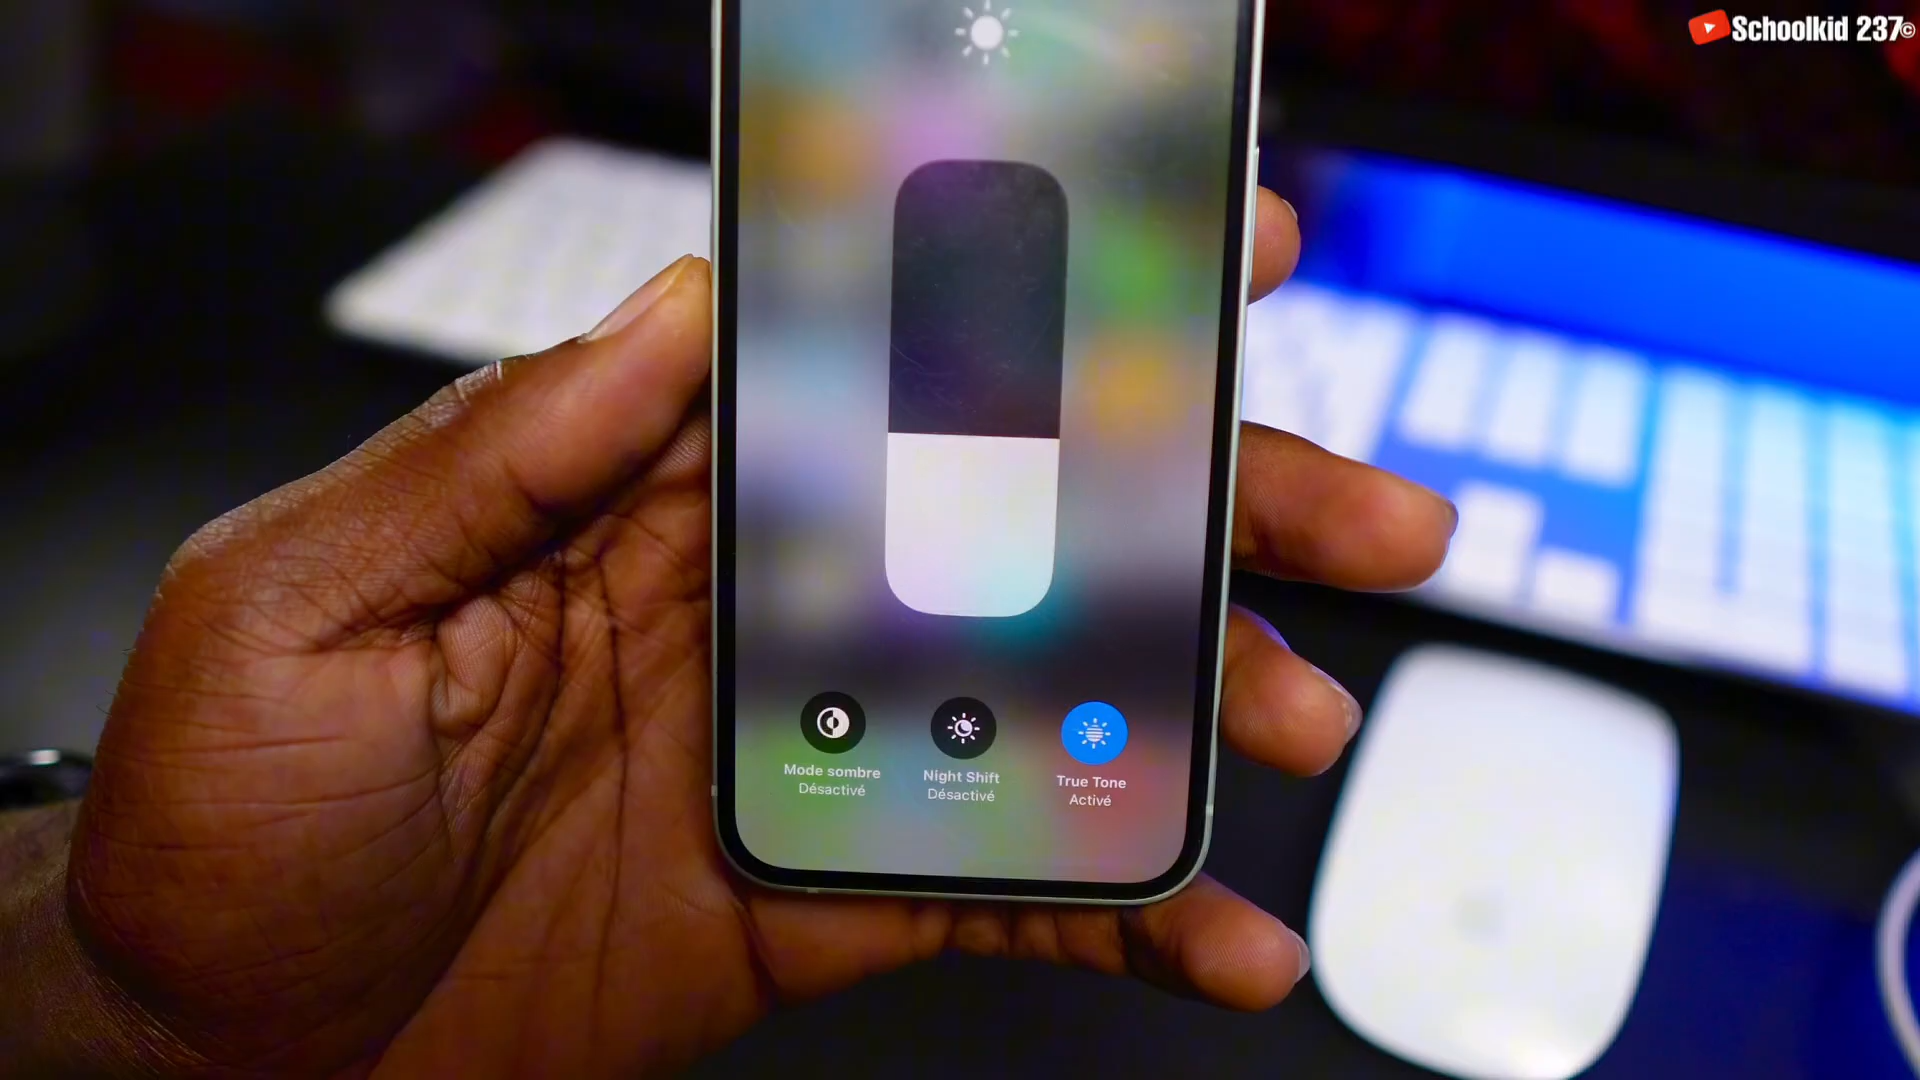 Schoolkid 237©
Mode sombre
Désactivé
Night Shift
Désactivé
True Tone
Activé